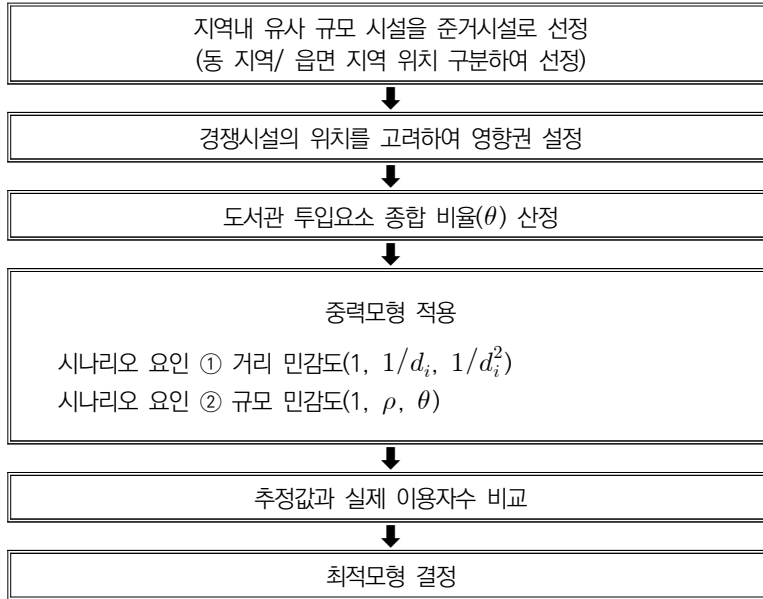 지역내 유사 규모 시설을 준거시설로 선정
(동 지역/ 읍면 지역 위치 구분하여 선정)
경쟁시설의 위치를 고려하여 영향권 설정
도서관 투입요소 종합 비율(θ) 산정
중력모형 적용
시나리오 요인 ① 거리 민감도(1, 1/dᵢ, 1/dᵢ²)
시나리오 요인 ② 규모 민감도(1, ρ, θ)
추정값과 실제 이용자수 비교
최적모형 결정